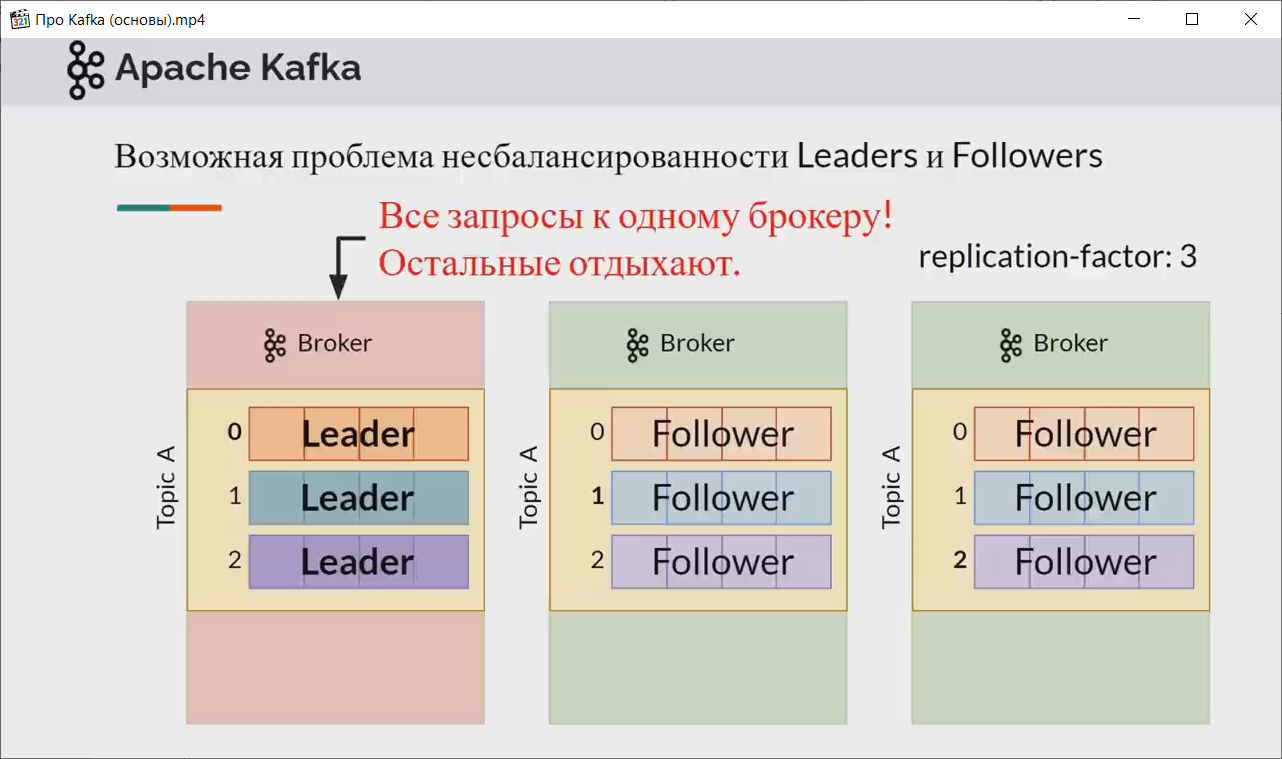 Про Kafka (основы).mp4
Apache Kafka
Возможная проблема несбалансированности Leaders и Followers
Все запросы к одному брокеру!
Остальные отдыхают.
replication-factor: 3
Broker
Topic A
0 Leader
1 Leader
2 Leader
Broker
Topic A
0 Follower
1 Follower
2 Follower
Broker
Topic A
0 Follower
1 Follower
2 Follower